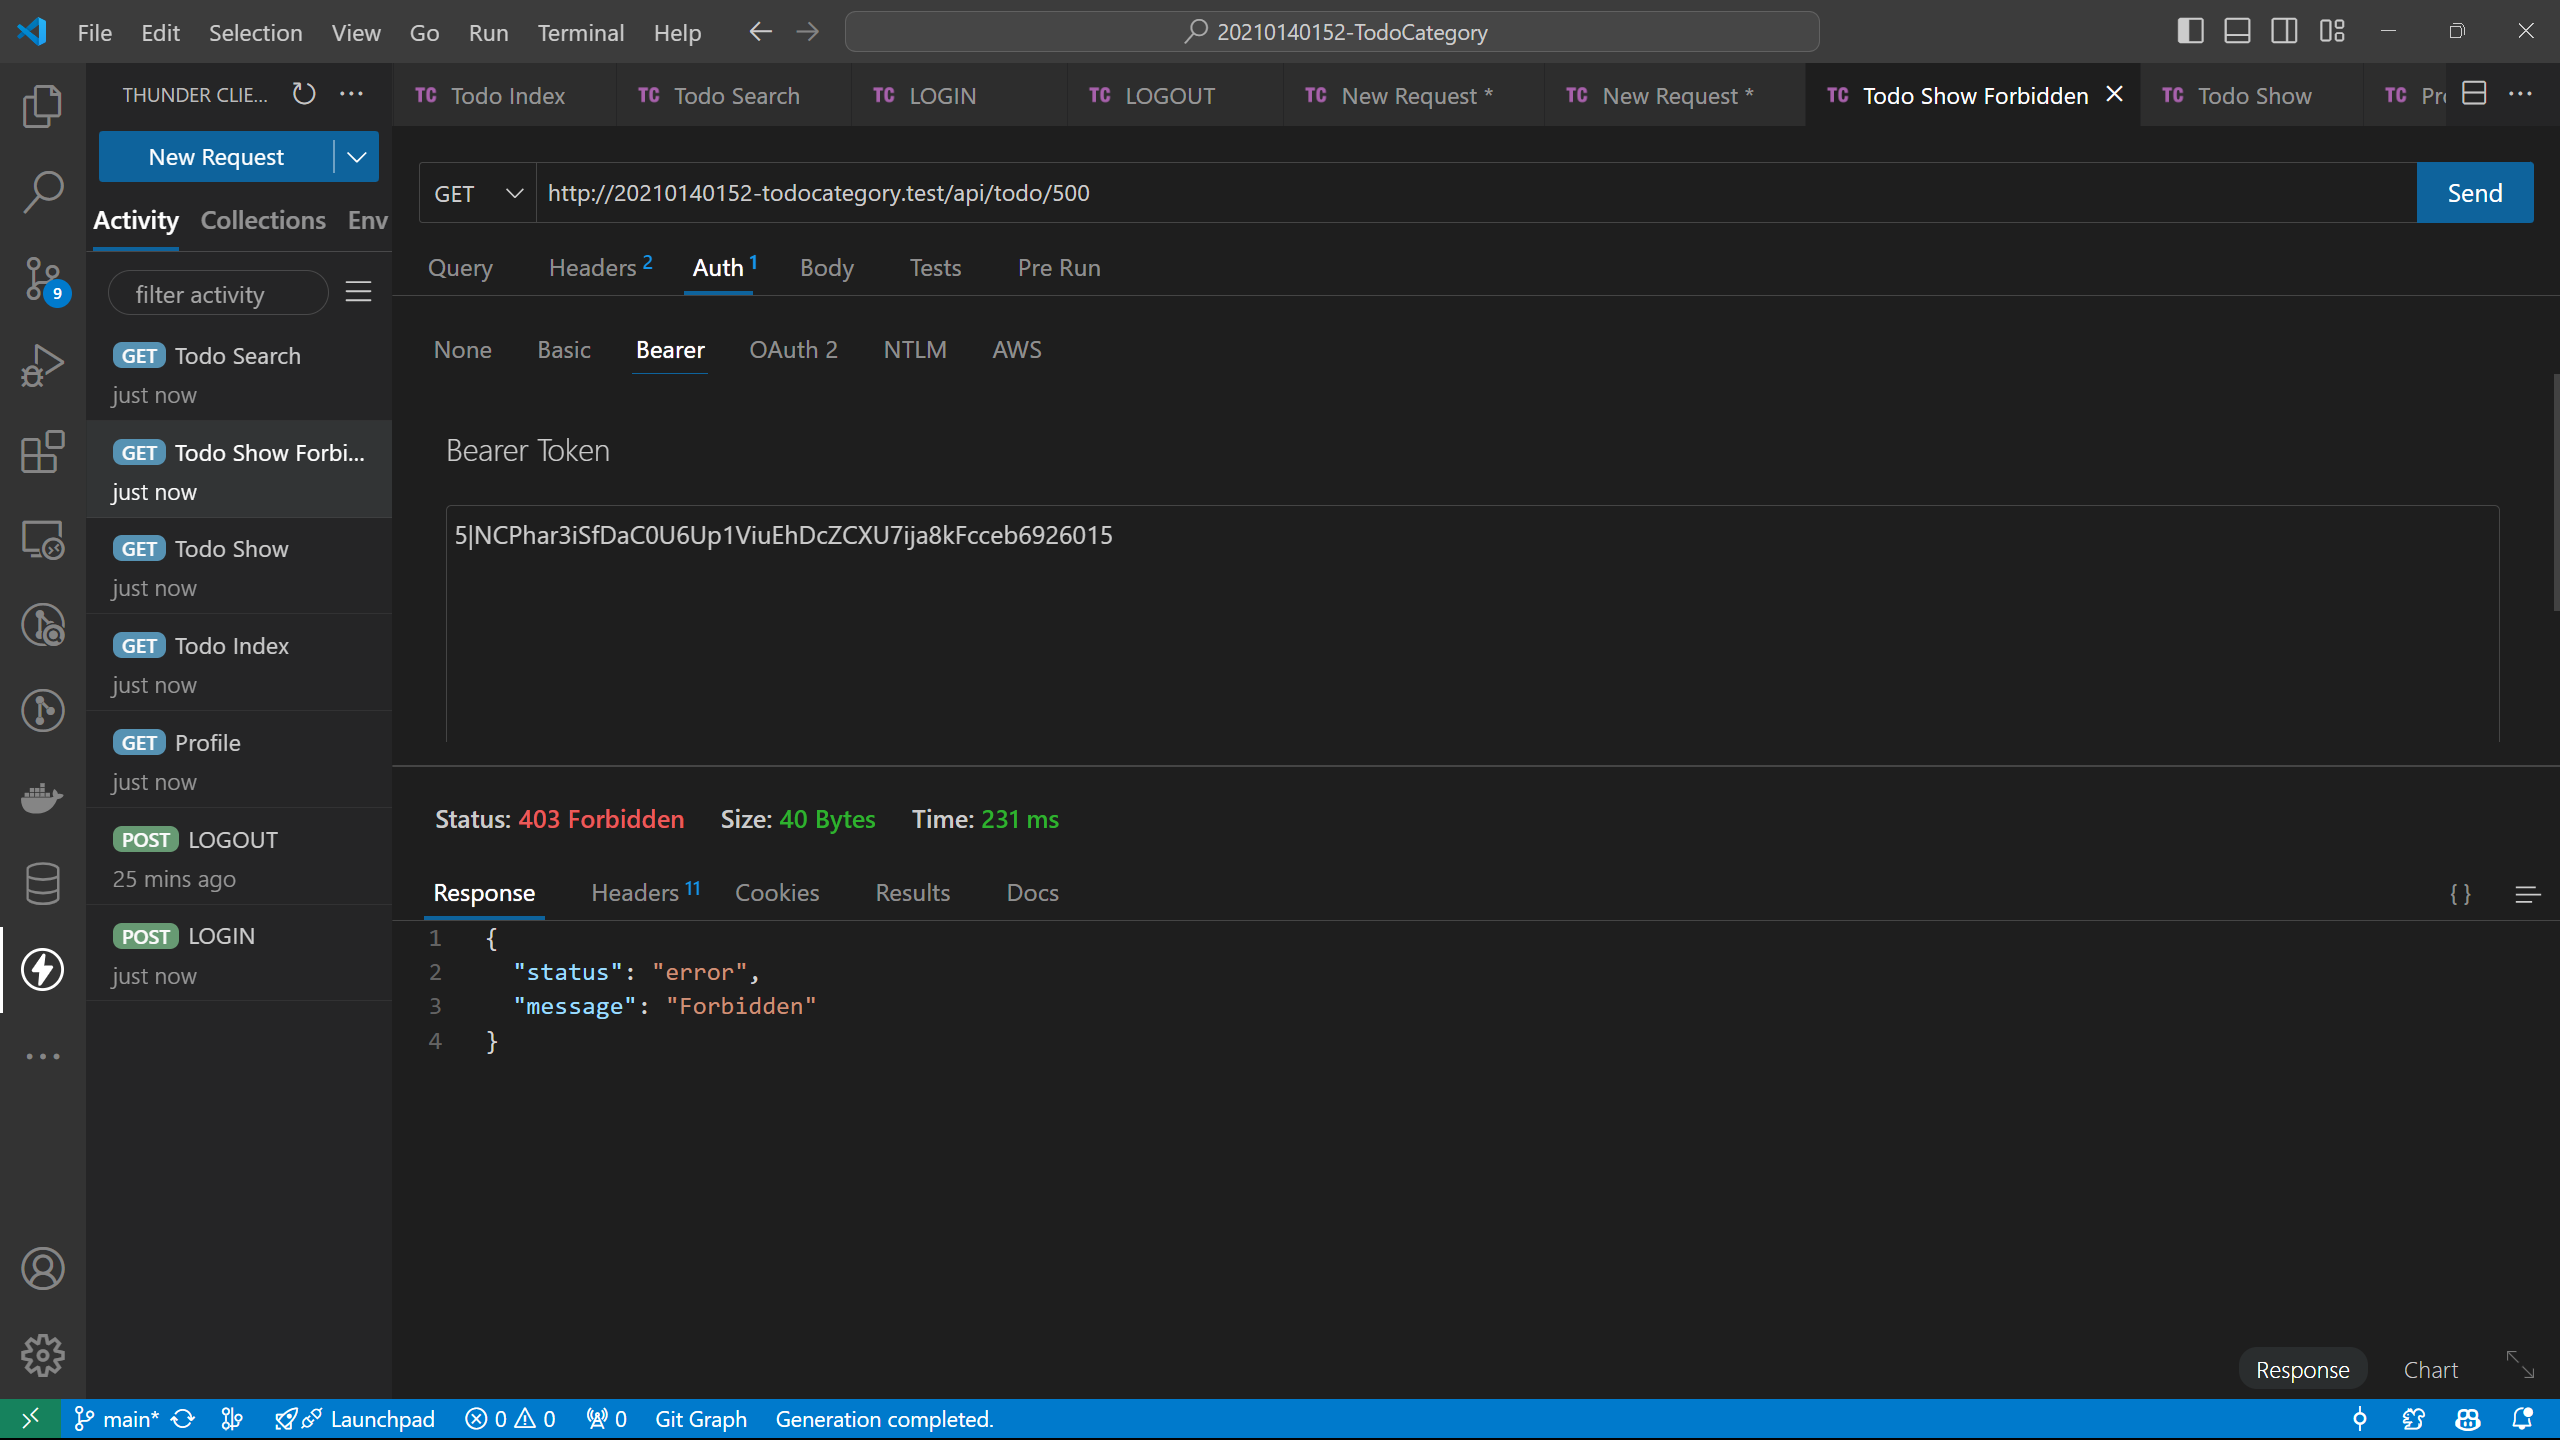 File Edit Selection View Go Run Terminal Help
20210140152-TodoCategory
THUNDER CLIE...
New Request
Activity Collections Env
filter activity
GET Todo Search
just now
GET Todo Show Forbi...
just now
GET Todo Show
just now
GET Todo Index
just now
GET Profile
just now
POST LOGOUT
25 mins ago
POST LOGIN
just now
9
TC Todo Index TC Todo Search TC LOGIN TC LOGOUT TC New Request * TC New Request * TC Todo Show Forbidden TC Todo Show TC Pr
GET http://20210140152-todocategory.test/api/todo/500 Send
Query Headers 2 Auth 1 Body Tests Pre Run
None Basic Bearer OAuth 2 NTLM AWS
Bearer Token
5|NCPhar3iSfDaC0U6Up1ViuEhDcZCXU7ija8kFcceb6926015
Status: 403 Forbidden Size: 40 Bytes Time: 231 ms
Response Headers 11 Cookies Results Docs { }
1 {
2 "status": "error",
3 "message": "Forbidden"
4 }
Response Chart
main* Launchpad 0 0 0 Git Graph Generation completed.